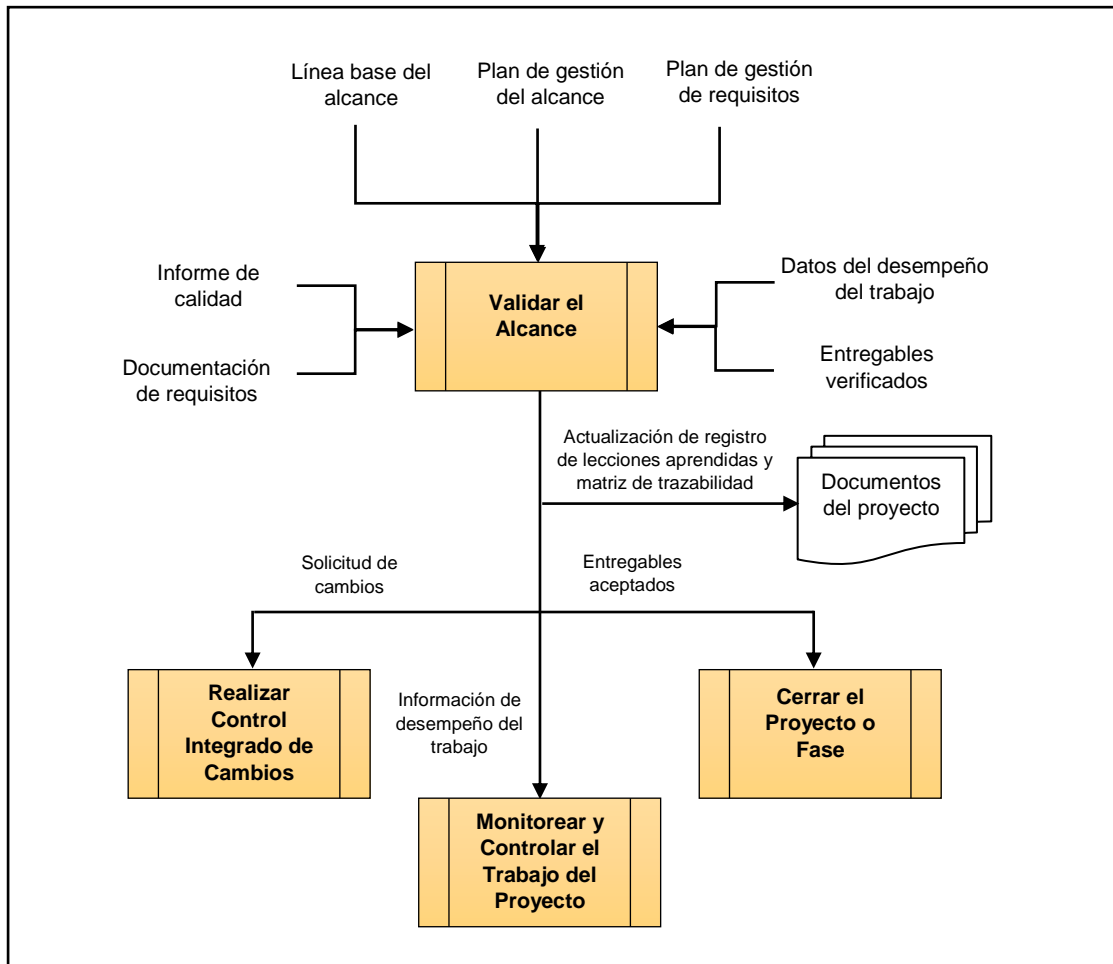 Línea base del
alcance
Plan de gestión
del alcance
Plan de gestión
de requisitos
Informe de
calidad
Documentación
de requisitos
Validar el
Alcance
Datos del desempeño
del trabajo
Entregables
verificados
Actualización de registro
de lecciones aprendidas y
matriz de trazabilidad
Documentos
del proyecto
Solicitud de
cambios
Entregables
aceptados
Realizar
Control
Integrado de
Cambios
Información de
desempeño del
trabajo
Cerrar el
Proyecto o
Fase
Monitorear y
Controlar el
Trabajo del
Proyecto